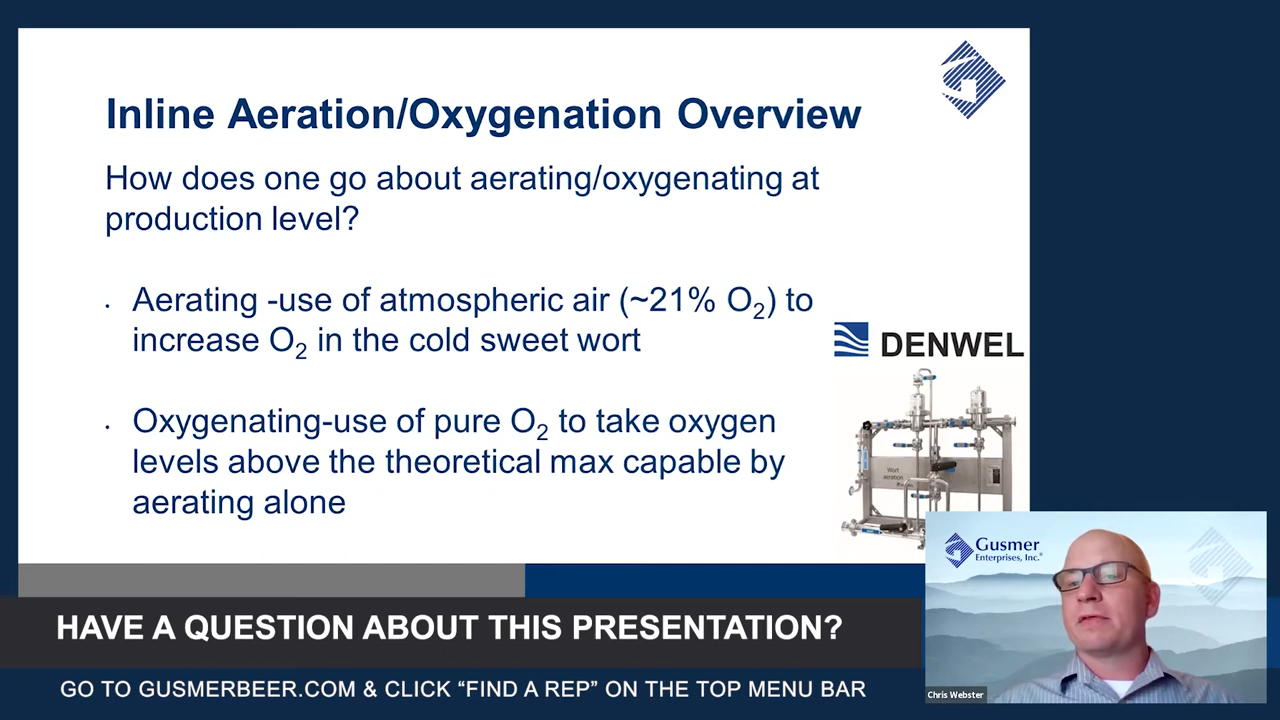 Inline Aeration/Oxygenation Overview
How does one go about aerating/oxygenating at
production level?
· Aerating -use of atmospheric air (~21% O₂) to
increase O₂ in the cold sweet wort
· Oxygenating-use of pure O₂ to take oxygen
levels above the theoretical max capable by
aerating alone
DENWEL
Wort
aeration
Gusmer
Enterprises, Inc.®
Chris Webster
HAVE A QUESTION ABOUT THIS PRESENTATION?
GO TO GUSMERBEER.COM & CLICK “FIND A REP” ON THE TOP MENU BAR